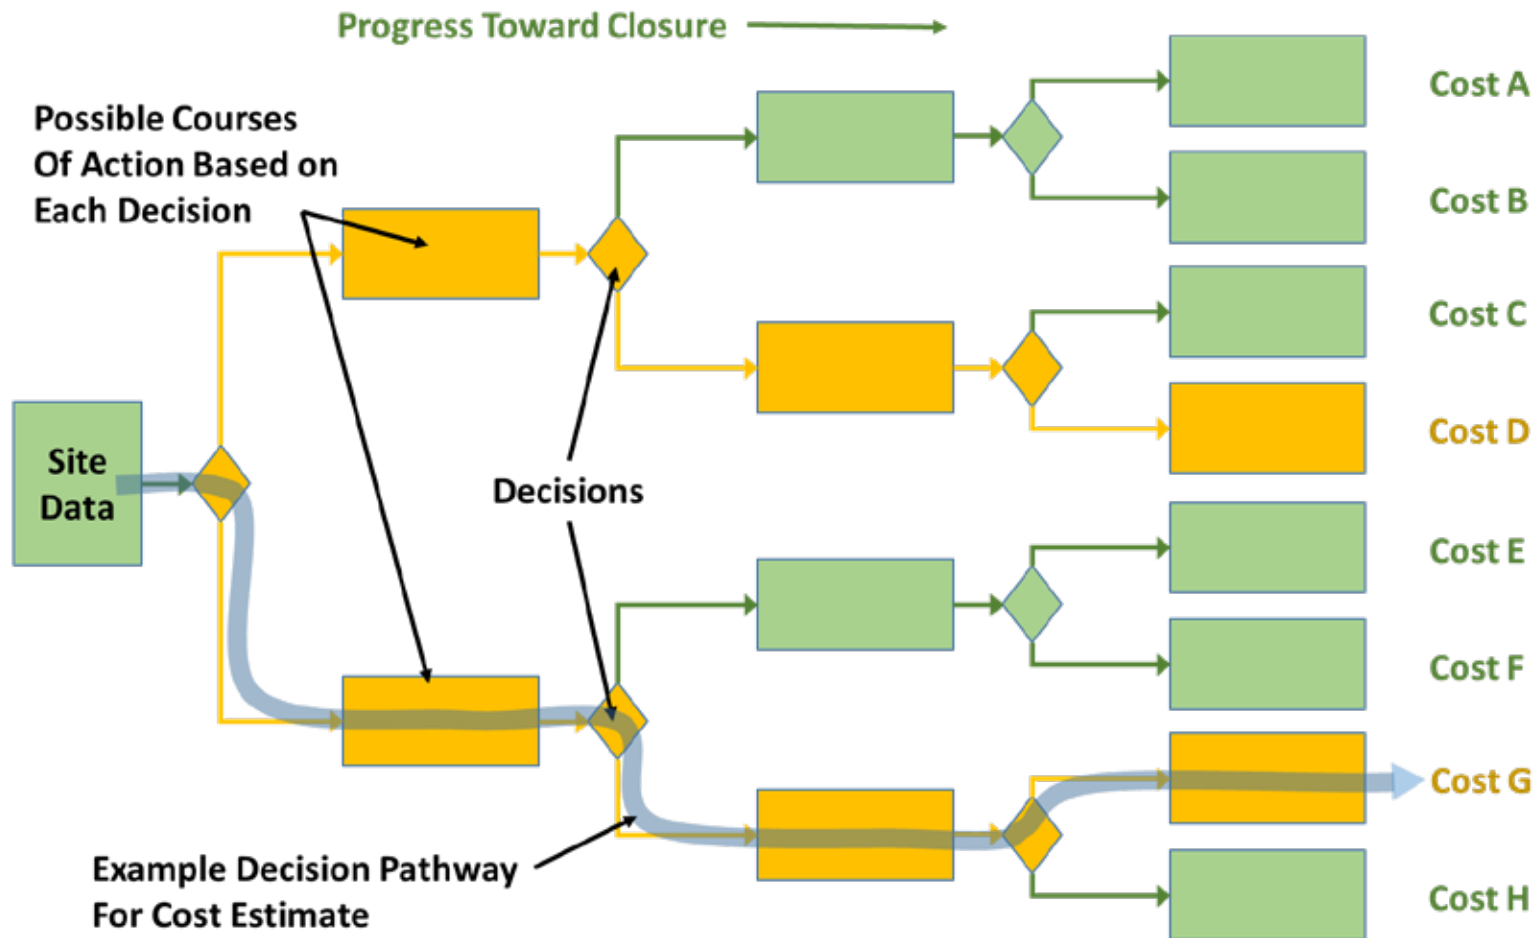 Progress Toward Closure
Possible Courses
Of Action Based on
Each Decision
Site
Data
Decisions
Example Decision Pathway
For Cost Estimate
Cost A
Cost B
Cost C
Cost D
Cost E
Cost F
Cost G
Cost H